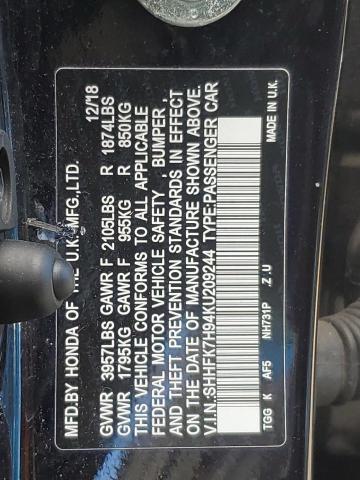 MFD.BY HONDA OF THE U.K. MFG.,LTD. 12/18
GVWR 3957LBS GAWR F 2105LBS R 1874LBS
GVWR 1795KG GAWR F 955KG R 850KG
THIS VEHICLE CONFORMS TO ALL APPLICABLE
FEDERAL MOTOR VEHICLE SAFETY , BUMPER ,
AND THEFT PREVENTION STANDARDS IN EFFECT
ON THE DATE OF MANUFACTURE SHOWN ABOVE.
V.I.N:SHHFK7H94KU209244 TYPE:PASSENGER CAR
TGG K AF5 NH731P .Z.U MADE IN U.K.